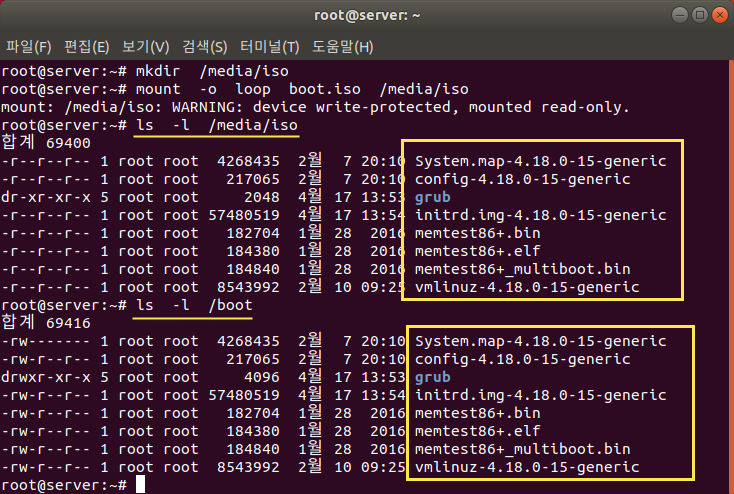 root@server: ~
파일(F) 편집(E) 보기(V) 검색(S) 터미널(T) 도움말(H)
root@server:~# mkdir  /media/iso
root@server:~# mount  -o  loop  boot.iso  /media/iso
mount: /media/iso: WARNING: device write-protected, mounted read-only.
root@server:~# ls  -l  /media/iso
합계 69400
-r--r--r-- 1 root root  4268435  2월  7 20:10 System.map-4.18.0-15-generic
-r--r--r-- 1 root root   217065  2월  7 20:10 config-4.18.0-15-generic
dr-xr-xr-x 5 root root     2048  4월 17 13:53 grub
-r--r--r-- 1 root root 57480519  4월 17 13:54 initrd.img-4.18.0-15-generic
-r--r--r-- 1 root root   182704  1월 28  2016 memtest86+.bin
-r--r--r-- 1 root root   184380  1월 28  2016 memtest86+.elf
-r--r--r-- 1 root root   184840  1월 28  2016 memtest86+_multiboot.bin
-r--r--r-- 1 root root  8543992  2월 10 09:25 vmlinuz-4.18.0-15-generic
root@server:~# ls  -l  /boot
합계 69416
-rw------- 1 root root  4268435  2월  7 20:10 System.map-4.18.0-15-generic
-rw-r--r-- 1 root root   217065  2월  7 20:10 config-4.18.0-15-generic
drwxr-xr-x 5 root root     4096  4월 17 13:53 grub
-rw-r--r-- 1 root root 57480519  4월 17 13:54 initrd.img-4.18.0-15-generic
-rw-r--r-- 1 root root   182704  1월 28  2016 memtest86+.bin
-rw-r--r-- 1 root root   184380  1월 28  2016 memtest86+.elf
-rw-r--r-- 1 root root   184840  1월 28  2016 memtest86+_multiboot.bin
-rw-r--r-- 1 root root  8543992  2월 10 09:25 vmlinuz-4.18.0-15-generic
root@server:~#